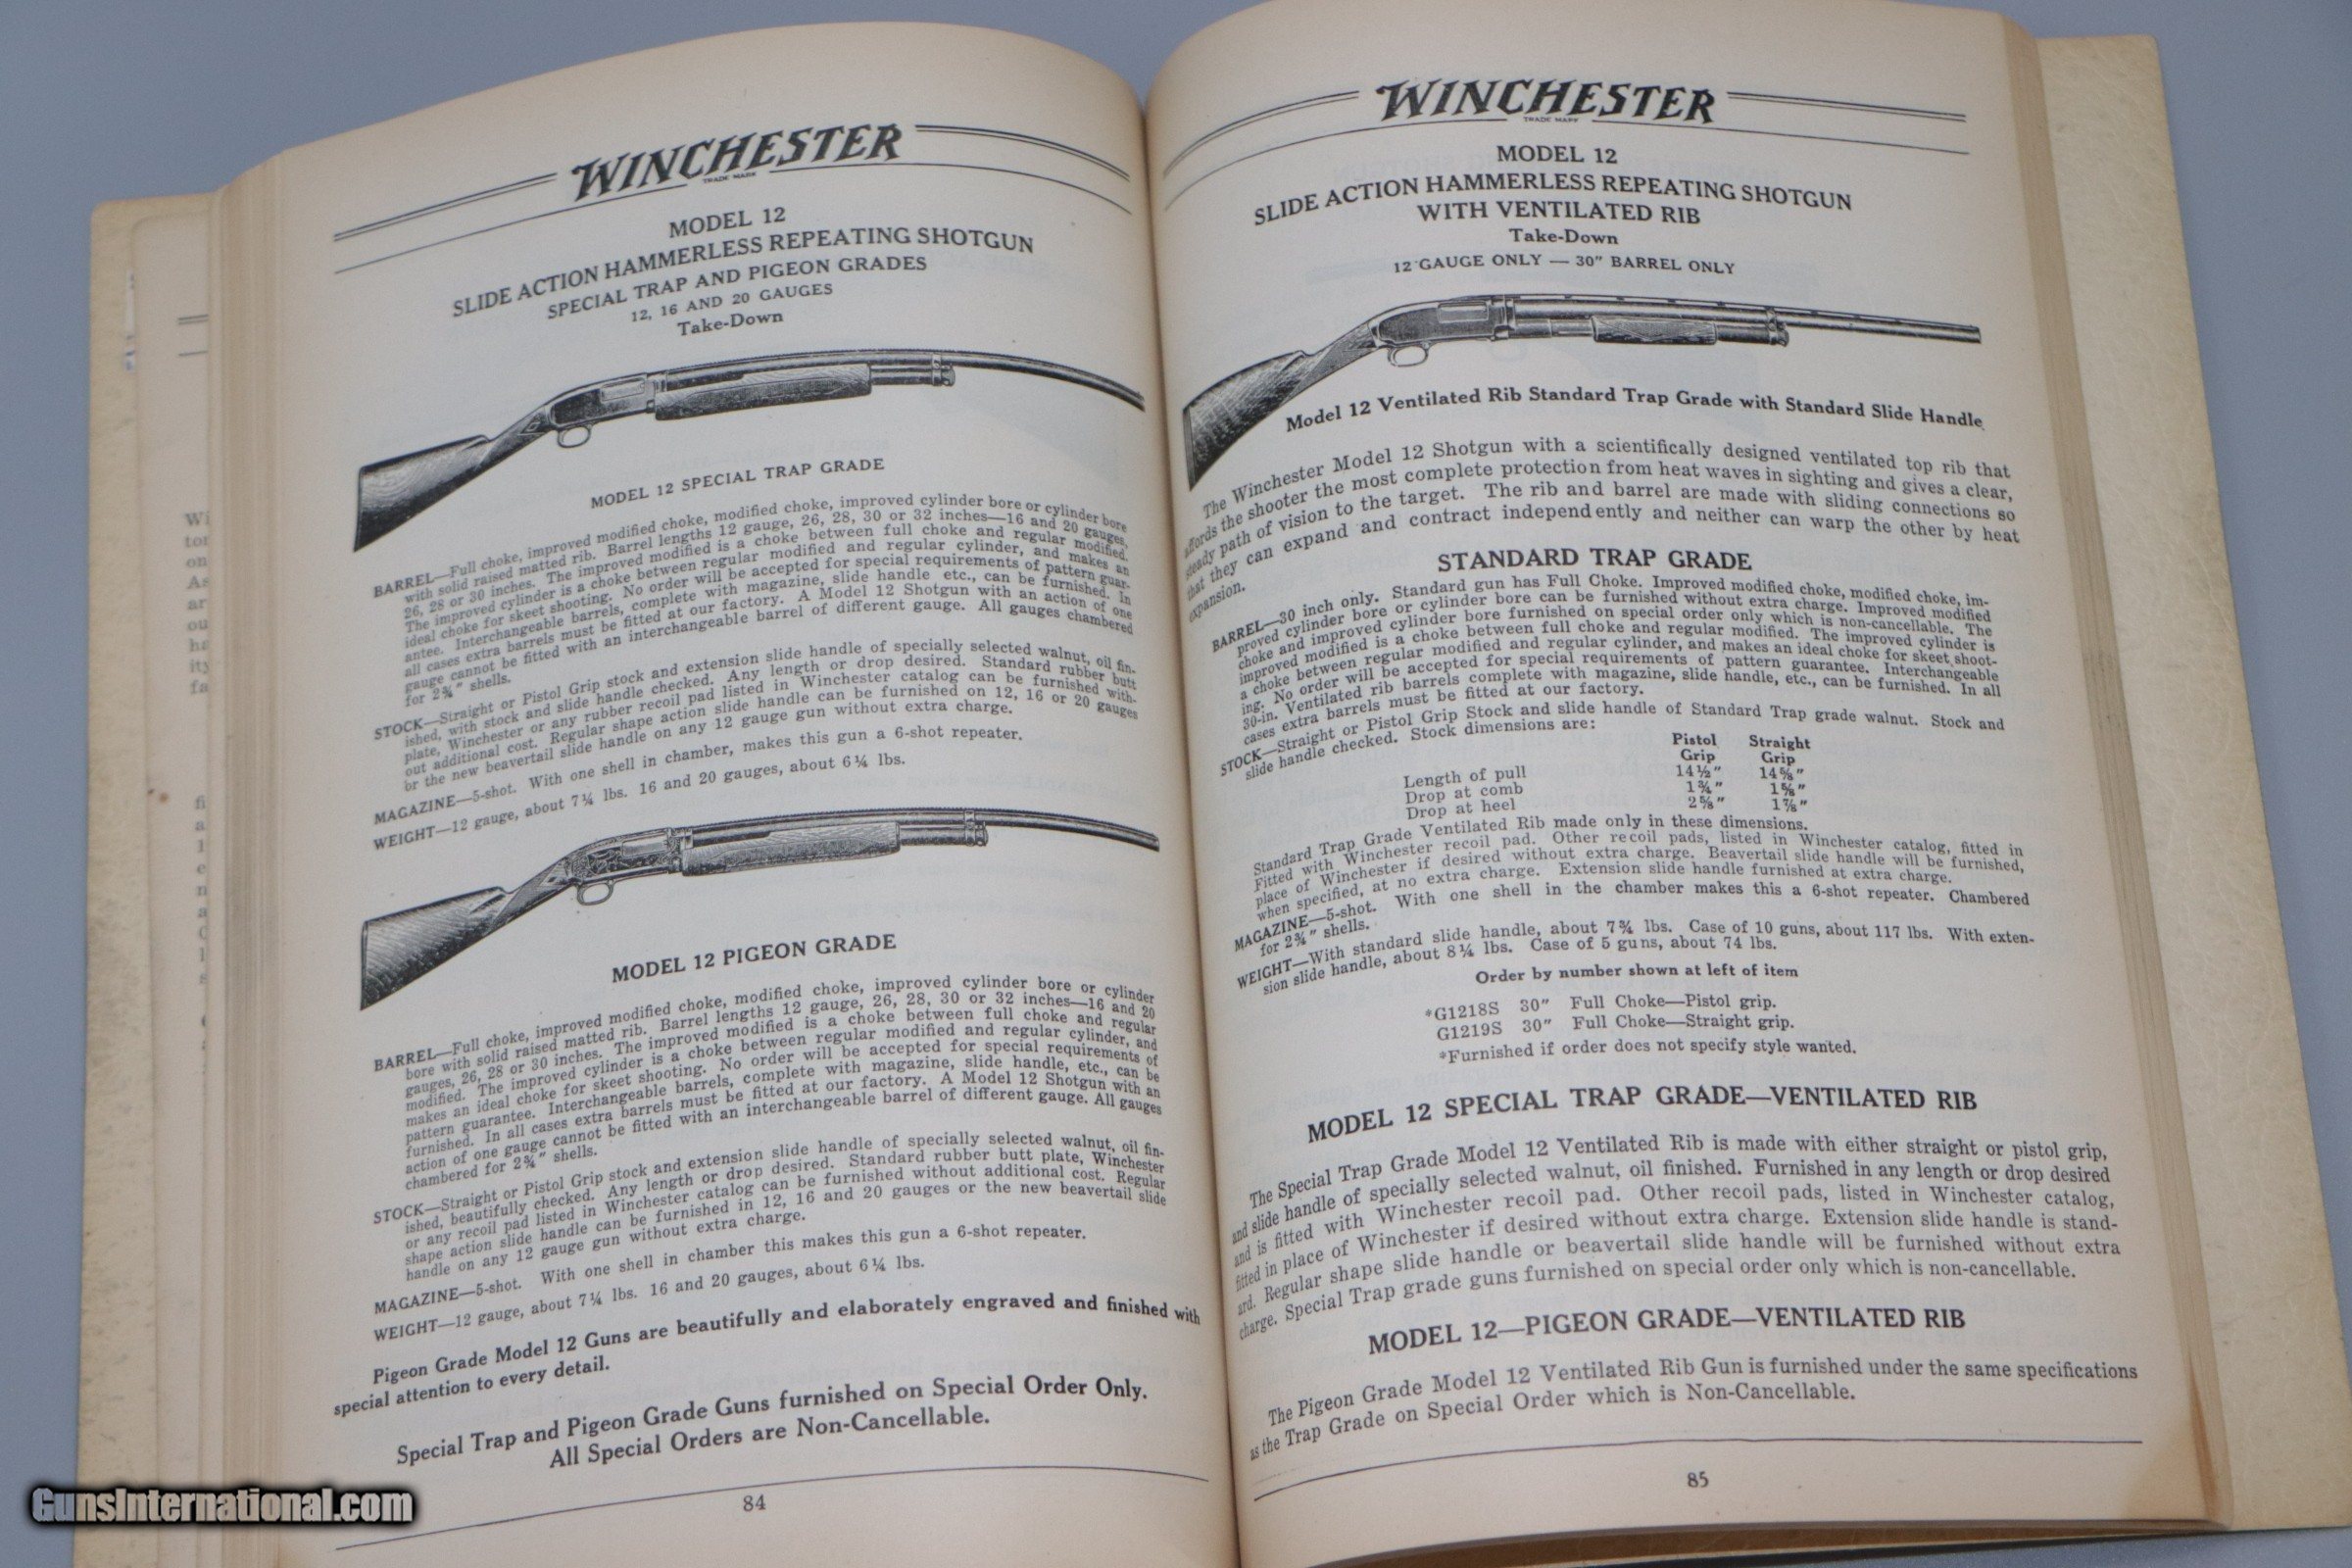 WINCHESTER
TRADE MARK
MODEL 12
SLIDE ACTION HAMMERLESS REPEATING SHOTGUN
SPECIAL TRAP AND PIGEON GRADES
12, 16 AND 20 GAUGES
Take-Down
MODEL 12 SPECIAL TRAP GRADE
BARREL—Full choke, improved modified choke, modified choke, improved cylinder bore or cylinder bore
with solid raised matted rib. Barrel lengths 12 gauge, 26, 28, 30 or 32 inches—16 and 20 gauges,
26, 28 or 30 inches. The improved modified is a choke between full choke and regular modified.
The improved cylinder is a choke between regular modified and regular cylinder, and makes an
ideal choke for skeet shooting. No order will be accepted for special requirements of pattern guar-
antee. Interchangeable barrels, complete with magazine, slide handle etc., can be furnished. In
all cases extra barrels must be fitted at our factory. A Model 12 Shotgun with an action of one
gauge cannot be fitted with an interchangeable barrel of different gauge. All gauges chambered
for 2¾" shells.
STOCK—Straight or Pistol Grip stock and extension slide handle of specially selected walnut, oil fin-
ished, with stock and slide handle checked. Any length or drop desired. Standard rubber butt
plate, Winchester or any rubber recoil pad listed in Winchester catalog can be furnished with-
out additional cost. Regular shape action slide handle can be furnished on 12, 16 or 20 gauges
or the new beavertail slide handle on any 12 gauge gun without extra charge.
MAGAZINE—5-shot. With one shell in chamber, makes this gun a 6-shot repeater.
WEIGHT—12 gauge, about 7¼ lbs. 16 and 20 gauges, about 6¼ lbs.
MODEL 12 PIGEON GRADE
BARREL—Full choke, improved modified choke, modified choke, improved cylinder bore or cylinder
bore with solid raised matted rib. Barrel lengths 12 gauge, 26, 28, 30 or 32 inches—16 and 20
gauges, 26, 28 or 30 inches. The improved modified is a choke between full choke and regular
modified. The improved cylinder is a choke between regular modified and regular cylinder, and
makes an ideal choke for skeet shooting. No order will be accepted for special requirements of
pattern guarantee. Interchangeable barrels, complete with magazine, slide handle, etc., can be
furnished. In all cases extra barrels must be fitted at our factory. A Model 12 Shotgun with an
action of one gauge cannot be fitted with an interchangeable barrel of different gauge. All gauges
chambered for 2¾" shells.
STOCK—Straight or Pistol Grip stock and extension slide handle of specially selected walnut, oil fin-
ished, beautifully checked. Any length or drop desired. Standard rubber butt plate, Winchester
or any recoil pad listed in Winchester catalog can be furnished without additional cost. Regular
shape action slide handle can be furnished in 12, 16 and 20 gauges or the new beavertail slide
handle on any 12 gauge gun without extra charge.
MAGAZINE—5-shot. With one shell in chamber this makes this gun a 6-shot repeater.
WEIGHT—12 gauge, about 7¼ lbs. 16 and 20 gauges, about 6¼ lbs.
Pigeon Grade Model 12 Guns are beautifully and elaborately engraved and finished with
special attention to every detail.
Special Trap and Pigeon Grade Guns furnished on Special Order Only.
All Special Orders are Non-Cancellable.
84
WINCHESTER
TRADE MARK
MODEL 12
SLIDE ACTION HAMMERLESS REPEATING SHOTGUN
WITH VENTILATED RIB
Take-Down
12 GAUGE ONLY — 30" BARREL ONLY
Model 12 Ventilated Rib Standard Trap Grade with Standard Slide Handle
The Winchester Model 12 Shotgun with a scientifically designed ventilated top rib that
affords the shooter the most complete protection from heat waves in sighting and gives a clear,
steady path of vision to the target. The rib and barrel are made with sliding connections so
that they can expand and contract independently and neither can warp the other by heat
expansion.
STANDARD TRAP GRADE
BARREL—30 inch only. Standard gun has Full Choke. Improved modified choke, modified choke, im-
proved cylinder bore or cylinder bore can be furnished without extra charge. Improved modified
choke and improved cylinder bore furnished on special order only which is non-cancellable. The
improved modified is a choke between full choke and regular modified. The improved cylinder is
a choke between regular modified and regular cylinder, and makes an ideal choke for skeet shoot-
ing. No order will be accepted for special requirements of pattern guarantee. Interchangeable
30-in. Ventilated rib barrels complete with magazine, slide handle, etc., can be furnished. In all
cases extra barrels must be fitted at our factory.
STOCK—Straight or Pistol Grip Stock and slide handle of Standard Trap grade walnut. Stock and
slide handle checked. Stock dimensions are:
Pistol Straight
Grip Grip
Length of pull 14½" 14⅝"
Drop at comb 1¾" 1⅝"
Drop at heel 2⅝" 1⅞"
Standard Trap Grade Ventilated Rib made only in these dimensions.
Fitted with Winchester recoil pad. Other recoil pads, listed in Winchester catalog, fitted in
place of Winchester if desired without extra charge. Beavertail slide handle will be furnished,
when specified, at no extra charge. Extension slide handle furnished at extra charge.
MAGAZINE—5-shot. With one shell in the chamber makes this a 6-shot repeater. Chambered
for 2¾" shells.
WEIGHT—With standard slide handle, about 7¾ lbs. Case of 10 guns, about 117 lbs. With exten-
sion slide handle, about 8¼ lbs. Case of 5 guns, about 74 lbs.
Order by number shown at left of item
*G1218S 30" Full Choke—Pistol grip.
G1219S 30" Full Choke—Straight grip.
*Furnished if order does not specify style wanted.
MODEL 12 SPECIAL TRAP GRADE—VENTILATED RIB
The Special Trap Grade Model 12 Ventilated Rib is made with either straight or pistol grip,
and slide handle of specially selected walnut, oil finished. Furnished in any length or drop desired
and is fitted with Winchester recoil pad. Other recoil pads, listed in Winchester catalog,
fitted in place of Winchester if desired without extra charge. Extension slide handle is stand-
ard. Regular shape slide handle or beavertail slide handle will be furnished without extra
charge. Special Trap grade guns furnished on special order only which is non-cancellable.
MODEL 12—PIGEON GRADE—VENTILATED RIB
The Pigeon Grade Model 12 Ventilated Rib Gun is furnished under the same specifications
as the Trap Grade on Special Order which is Non-Cancellable.
85
GunsInternational.com